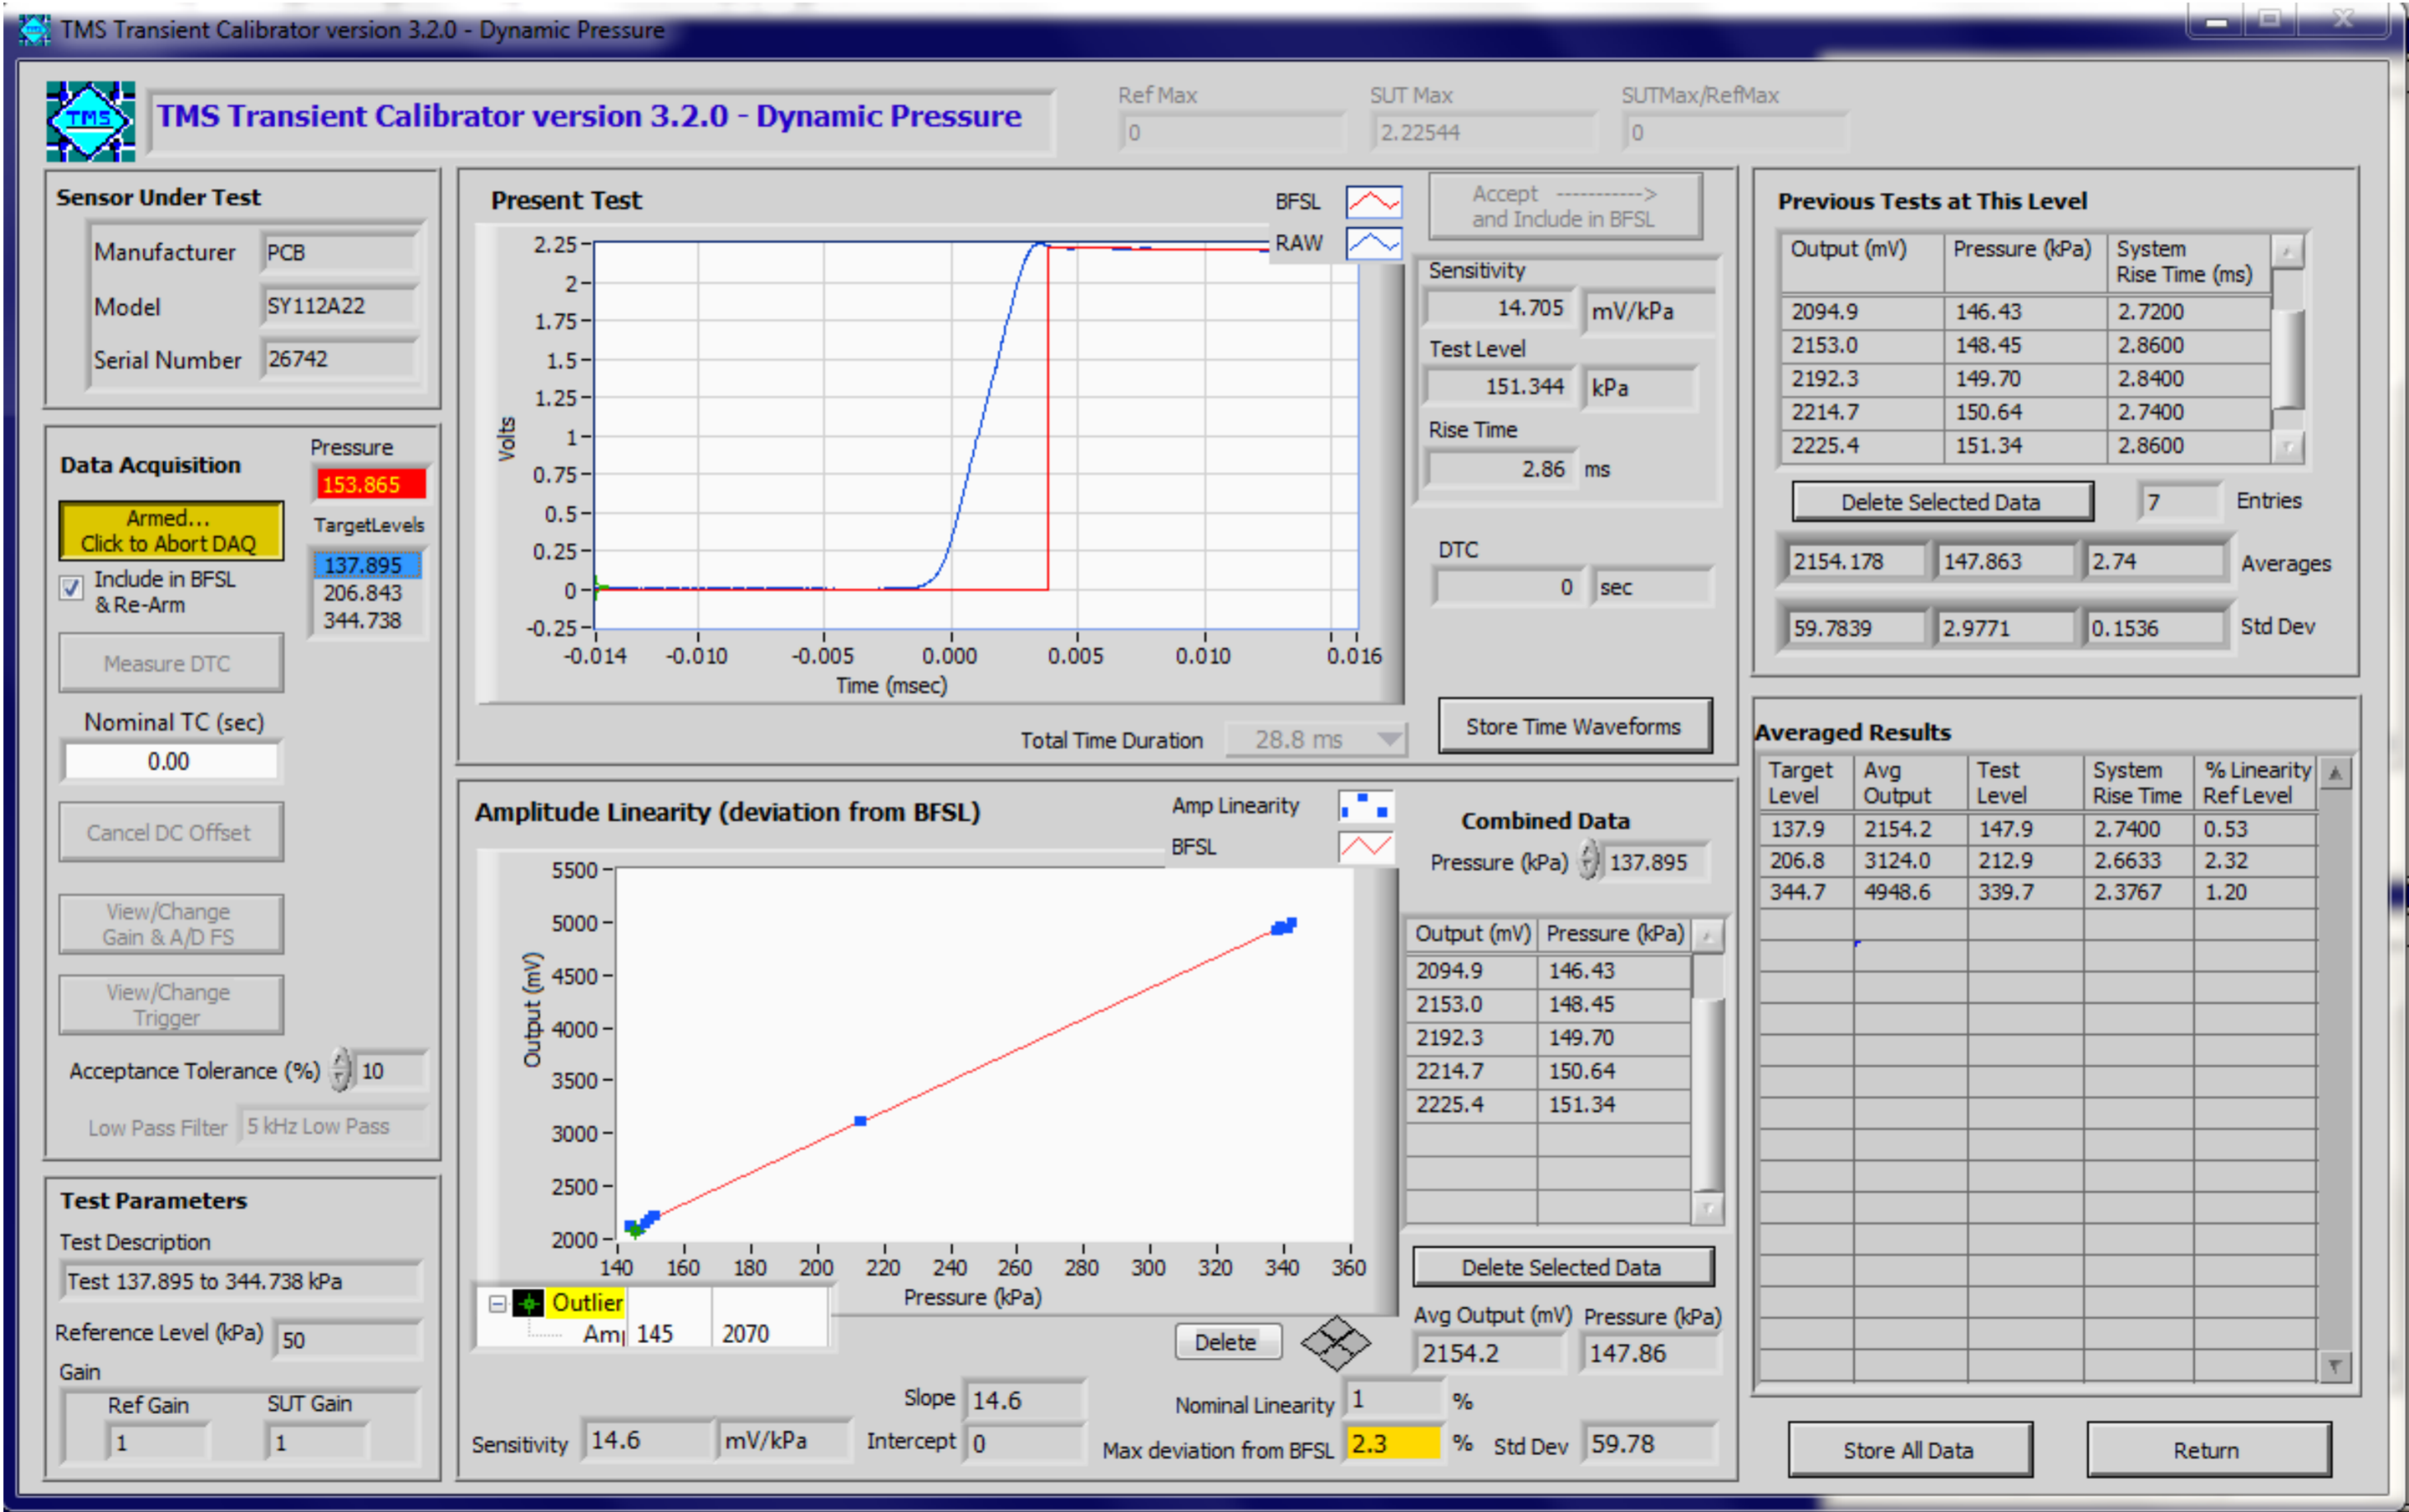 TMS Transient Calibrator version 3.2.0 - Dynamic Pressure
TMS
TMS Transient Calibrator version 3.2.0 - Dynamic Pressure
Ref Max
0
SUT Max
2.22544
SUTMax/RefMax
0
Sensor Under Test
Manufacturer PCB
Model SY112A22
Serial Number 26742
Data Acquisition
Pressure
153.865
Armed...
Click to Abort DAQ
Include in BFSL
& Re-Arm
TargetLevels
137.895
206.843
344.738
Measure DTC
Nominal TC (sec)
0.00
Cancel DC Offset
View/Change
Gain & A/D FS
View/Change
Trigger
Acceptance Tolerance (%) 10
Low Pass Filter 5 kHz Low Pass
Test Parameters
Test Description
Test 137.895 to 344.738 kPa
Reference Level (kPa) 50
Gain
Ref Gain SUT Gain
1 1
Present Test
BFSL
RAW
2.25
2
1.75
1.5
1.25
1
0.75
0.5
0.25
0
-0.25
Volts
-0.014 -0.010 -0.005 0.000 0.005 0.010 0.016
Time (msec)
Total Time Duration 28.8 ms
Accept ----------->
and Include in BFSL
Sensitivity
14.705 mV/kPa
Test Level
151.344 kPa
Rise Time
2.86 ms
DTC
0 sec
Store Time Waveforms
Amplitude Linearity (deviation from BFSL)
Amp Linearity
BFSL
5500
5000
4500
4000
3500
3000
2500
2000
Output (mV)
140 160 180 200 220 240 260 280 300 320 340 360
Pressure (kPa)
Outlier
Am 145 2070
Combined Data
Pressure (kPa) 137.895
Output (mV) Pressure (kPa)
2094.9 146.43
2153.0 148.45
2192.3 149.70
2214.7 150.64
2225.4 151.34
Delete Selected Data
Avg Output (mV) Pressure (kPa)
2154.2 147.86
Delete
Slope 14.6
Nominal Linearity 1 %
Sensitivity 14.6 mV/kPa
Intercept 0
Max deviation from BFSL 2.3 %
Std Dev 59.78
Previous Tests at This Level
Output (mV) Pressure (kPa) System
Rise Time (ms)
2094.9 146.43 2.7200
2153.0 148.45 2.8600
2192.3 149.70 2.8400
2214.7 150.64 2.7400
2225.4 151.34 2.8600
Delete Selected Data 7 Entries
2154.178 147.863 2.74 Averages
59.7839 2.9771 0.1536 Std Dev
Averaged Results
Target Avg Test System % Linearity
Level Output Level Rise Time Ref Level
137.9 2154.2 147.9 2.7400 0.53
206.8 3124.0 212.9 2.6633 2.32
344.7 4948.6 339.7 2.3767 1.20
Store All Data
Return